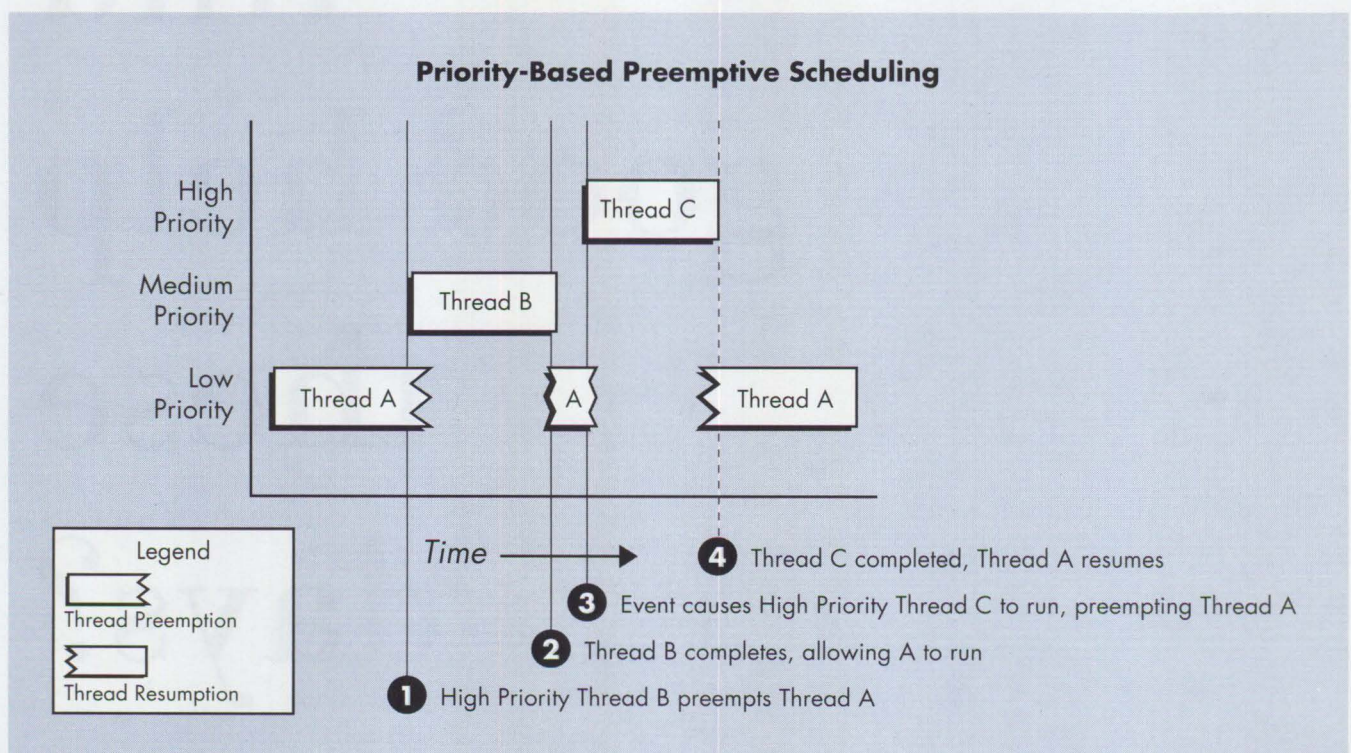 Priority-Based Preemptive Scheduling
High
Priority
Thread C
Medium
Priority
Thread B
Low
Priority
Thread A
A
Thread A
Legend
Thread Preemption
Thread Resumption
Time
4 Thread C completed, Thread A resumes
3 Event causes High Priority Thread C to run, preempting Thread A
2 Thread B completes, allowing A to run
1 High Priority Thread B preempts Thread A